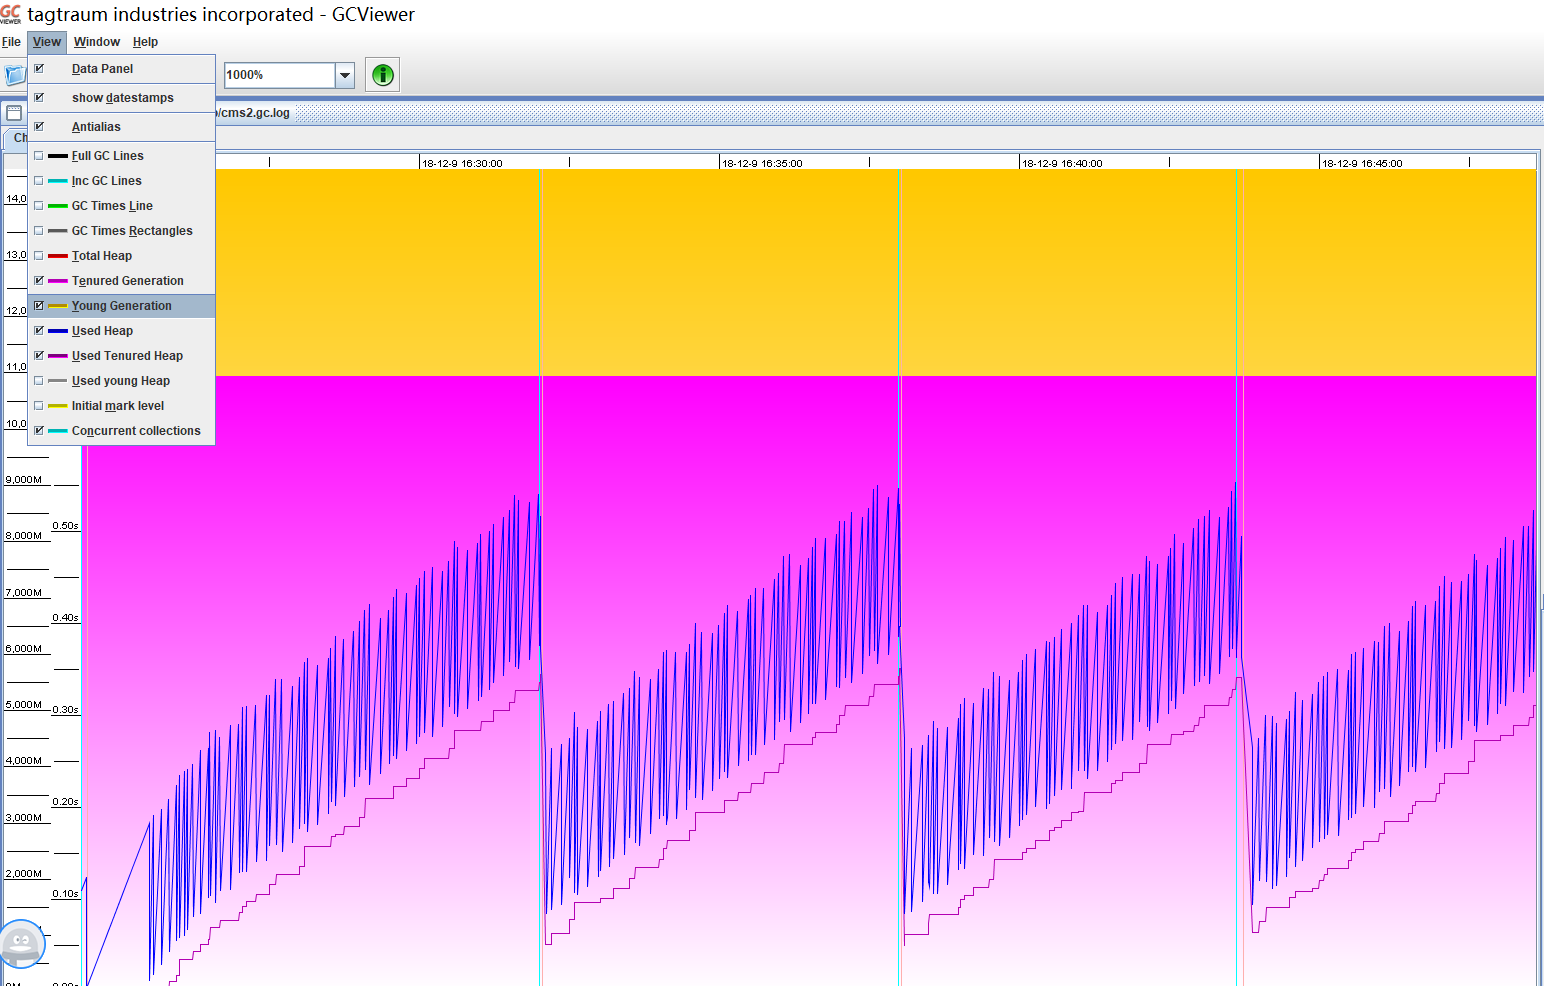 GC
VIEWER
tagtraum industries incorporated - GCViewer
File View Window Help
Data Panel
1000%
show datestamps
/cms2.gc.log
Antialias
Ch
Full GC Lines
18-12-9 16:30:00 18-12-9 16:35:00 18-12-9 16:40:00 18-12-9 16:45:00
Inc GC Lines
14,0
GC Times Line
GC Times Rectangles
13,0
Total Heap
Tenured Generation
Young Generation
12,0
Used Heap
Used Tenured Heap
11,0
Used young Heap
Initial mark level
10,0
Concurrent collections
9,000M
0.50s
8,000M
7,000M
0.40s
6,000M
5,000M
0.30s
4,000M
0.20s
3,000M
2,000M
0.10s
0M
0.00s